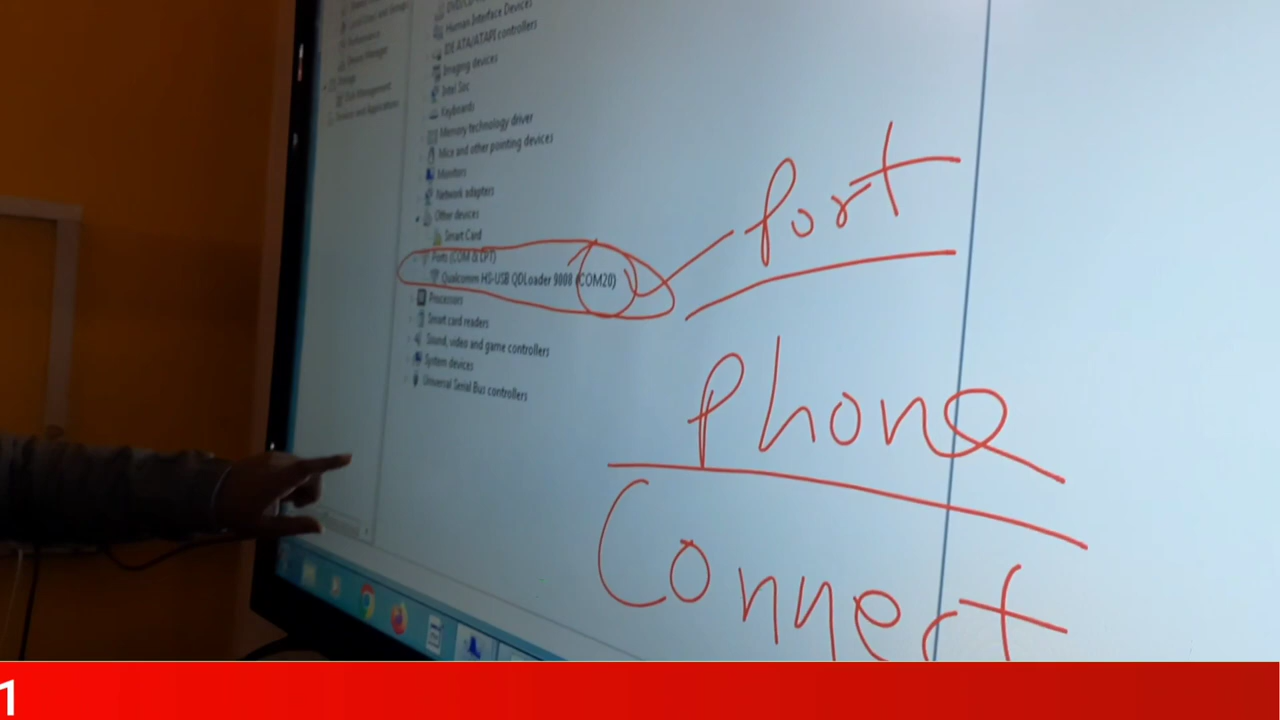 Human Interface Devices
IDE ATA/ATAPI controllers
Imaging devices
Intel Soc
Keyboards
Memory technology driver
Mice and other pointing devices
Monitors
Network adapters
Other devices
Smart Card
Ports (COM & LPT)
Qualcomm HS-USB QDLoader 9008 (COM20)
Processors
Smart card readers
Sound, video and game controllers
System devices
Universal Serial Bus controllers
Port
Phone
Connect
1